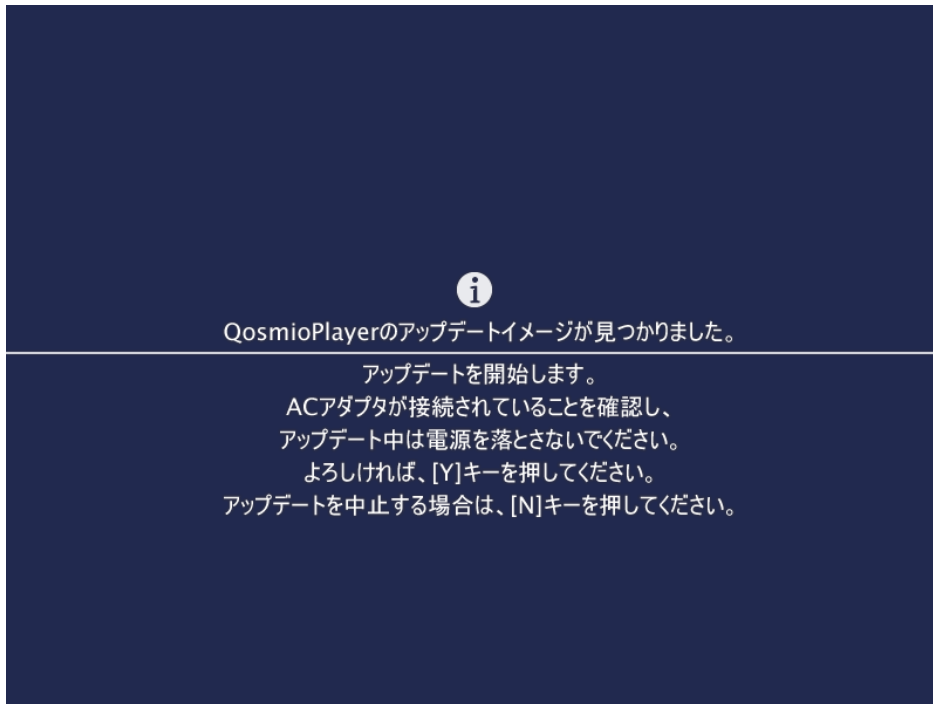 QosmioPlayerのアップデートイメージが見つかりました。
アップデートを開始します。
ACアダプタが接続されていることを確認し、
アップデート中は電源を落とさないでください。
よろしければ、[Y]キーを押してください。
アップデートを中止する場合は、[N]キーを押してください。